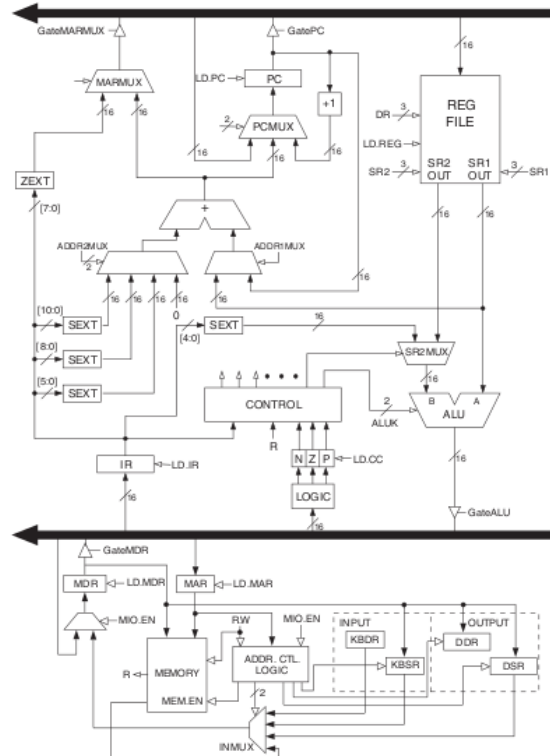 GateMARMUX
GatePC
16
MARMUX
LD.PC
PC
+1
REG
FILE
DR
3
LD.REG
SR2
3
SR2
OUT
SR1
OUT
3
SR1
2
PCMUX
16
16
16
16
16
ZEXT
[7:0]
+
16
16
ADDR2MUX
2
ADDR1MUX
[10:0]
SEXT
16
16
16
16
0
[4:0]
SEXT
16
16
16
[8:0]
SEXT
[5:0]
SEXT
SR2MUX
16
CONTROL
2
ALUK
B
A
ALU
R
IR
LD.IR
N
Z
P
LD.CC
16
LOGIC
16
16
GateALU
GateMDR
MDR
LD.MDR
MAR
LD.MAR
MIO.EN
R.W
MIO.EN
INPUT
OUTPUT
KBDR
DDR
R
MEMORY
MEM.EN
ADDR. CTL.
LOGIC
KBSR
DSR
2
INMUX